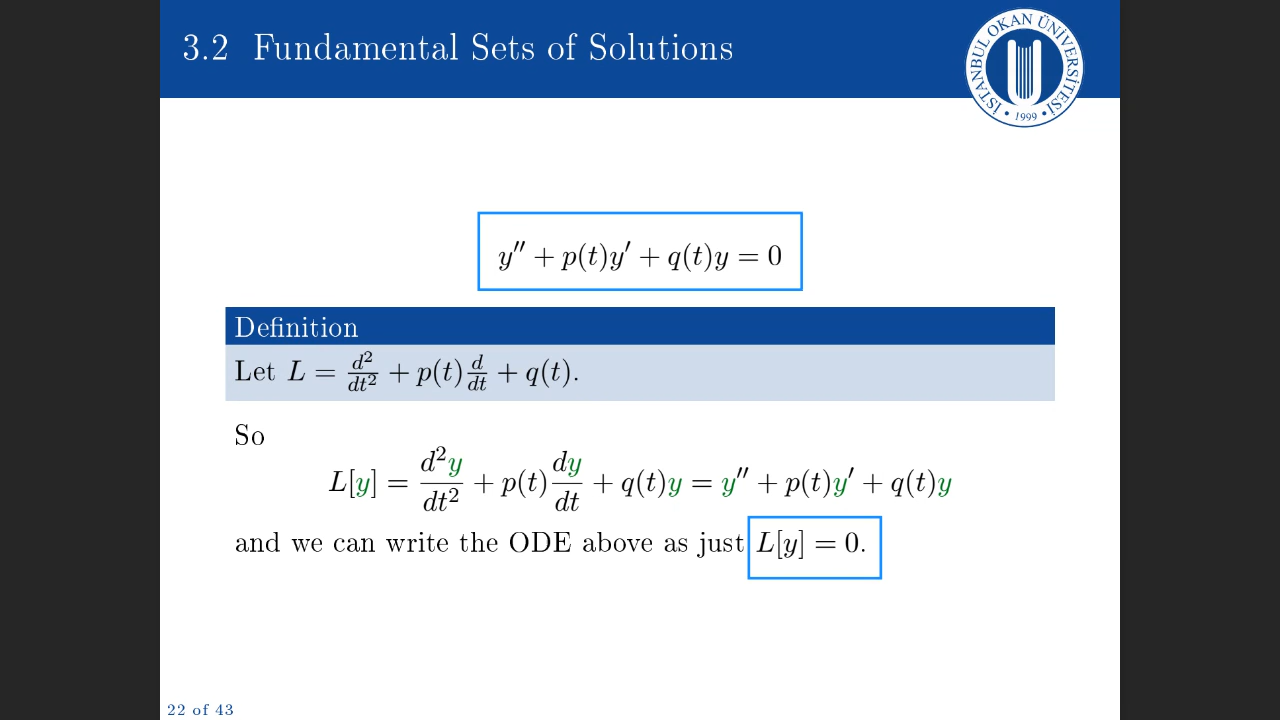 3.2 Fundamental Sets of Solutions
İSTANBUL OKAN ÜNİVERSİTESİ
• 1999 •
y″ + p(t)y′ + q(t)y = 0
Definition
Let L = d²/dt² + p(t) d/dt + q(t).
So
L[y] = d²y/dt² + p(t) dy/dt + q(t)y = y″ + p(t)y′ + q(t)y
and we can write the ODE above as just L[y] = 0.
22 of 43